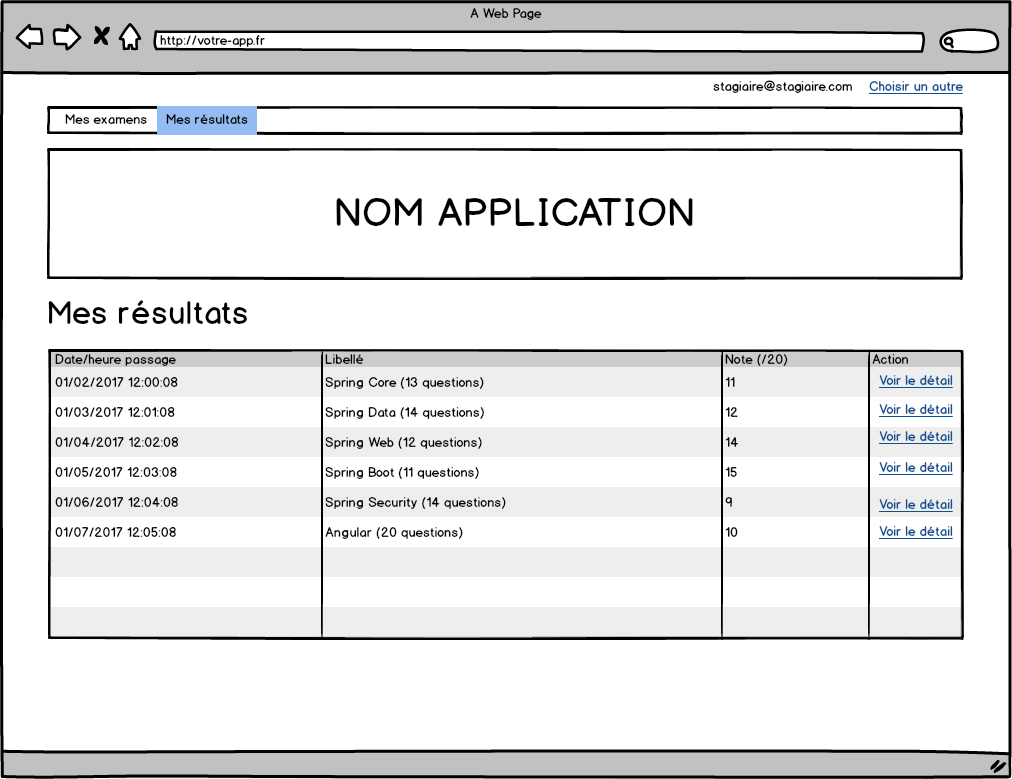 A Web Page
http://votre-app.fr
stagiaire@stagiaire.com Choisir un autre
Mes examens Mes résultats
NOM APPLICATION
Mes résultats
Date/heure passage Libellé Note (/20) Action
01/02/2017 12:00:08 Spring Core (13 questions) 11 Voir le détail
01/03/2017 12:01:08 Spring Data (14 questions) 12 Voir le détail
01/04/2017 12:02:08 Spring Web (12 questions) 14 Voir le détail
01/05/2017 12:03:08 Spring Boot (11 questions) 15 Voir le détail
01/06/2017 12:04:08 Spring Security (14 questions) 9 Voir le détail
01/07/2017 12:05:08 Angular (20 questions) 10 Voir le détail